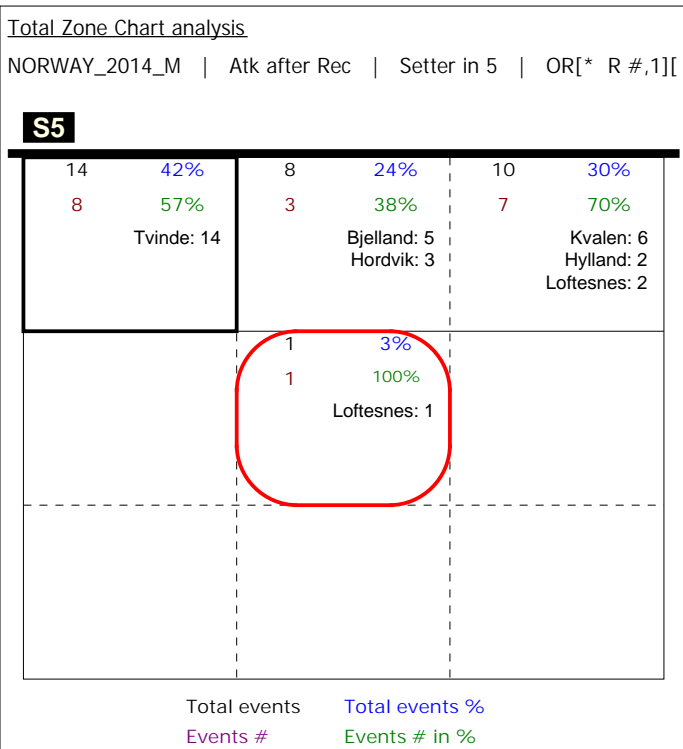 Total Zone Chart analysis
NORWAY_2014_M | Atk after Rec | Setter in 5 | OR[* R #,1][
S5
14 42% 8 24% 10 30%
8 57% 3 38% 7 70%
Tvinde: 14 Bjelland: 5 Kvalen: 6
Hordvik: 3 Hylland: 2
Loftesnes: 2
1 3%
1 100%
Loftesnes: 1
Total events Total events %
Events # Events # in %